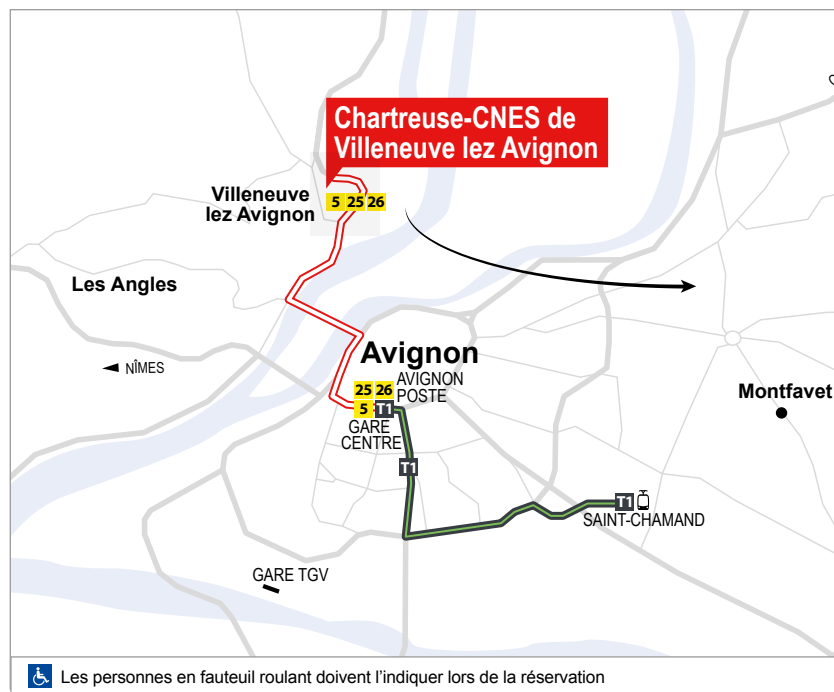 Chartreuse-CNES de
Villeneuve lez Avignon
Villeneuve
lez Avignon
5 25 26
Les Angles
NÎMES
Avignon
25 26
AVIGNON
POSTE
5 T1
GARE
CENTRE
Montfavet
T1
T1
SAINT-CHAMAND
GARE TGV
Les personnes en fauteuil roulant doivent l’indiquer lors de la réservation